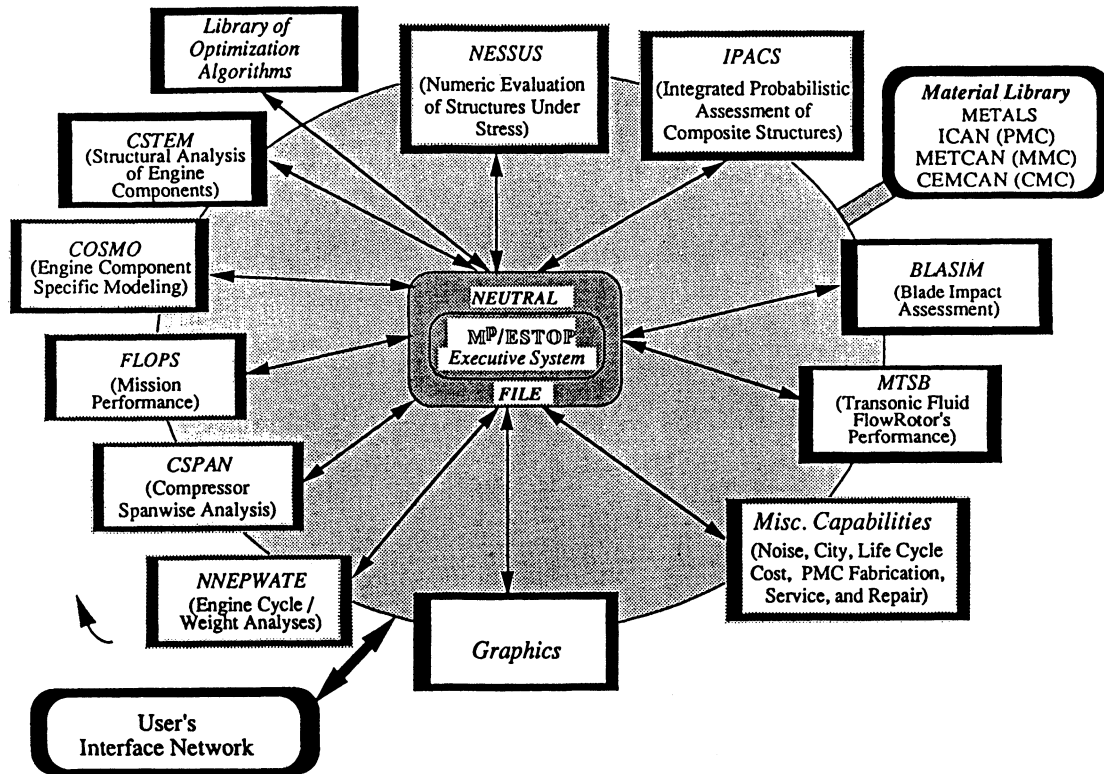 Library of
Optimization
Algorithms
NESSUS
(Numeric Evaluation
of Structures Under
Stress)
IPACS
(Integrated Probabilistic
Assessment of
Composite Structures)
Material Library
METALS
ICAN (PMC)
METCAN (MMC)
CEMCAN (CMC)
CSTEM
(Structural Analysis
of Engine
Components)
COSMO
(Engine Component
Specific Modeling)
BLASIM
(Blade Impact
Assessment)
NEUTRAL
Mᴾ/ESTOP
Executive System
FILE
FLOPS
(Mission
Performance)
MTSB
(Transonic Fluid
FlowRotor's
Performance)
CSPAN
(Compressor
Spanwise Analysis)
Misc. Capabilities
(Noise, City, Life Cycle
Cost, PMC Fabrication,
Service, and Repair)
NNEPWATE
(Engine Cycle /
Weight Analyses)
Graphics
User's
Interface Network